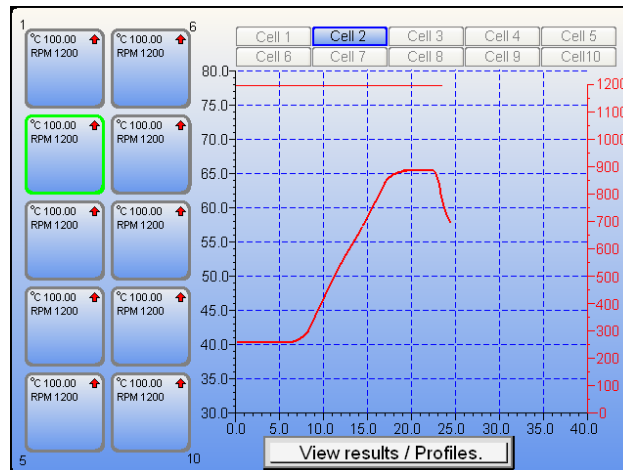 1
6
°C 100.00
RPM 1200
°C 100.00
RPM 1200
°C 100.00
RPM 1200
°C 100.00
RPM 1200
°C 100.00
RPM 1200
°C 100.00
RPM 1200
°C 100.00
RPM 1200
°C 100.00
RPM 1200
°C 100.00
RPM 1200
°C 100.00
RPM 1200
5
10
Cell 1 Cell 2 Cell 3 Cell 4 Cell 5
Cell 6 Cell 7 Cell 8 Cell 9 Cell10
80.0
75.0
70.0
65.0
60.0
55.0
50.0
45.0
40.0
35.0
30.0
1200
1100
1000
900
800
700
600
500
400
300
200
100
0
0.0 5.0 10.0 15.0 20.0 25.0 30.0 35.0 40.0
View results / Profiles.